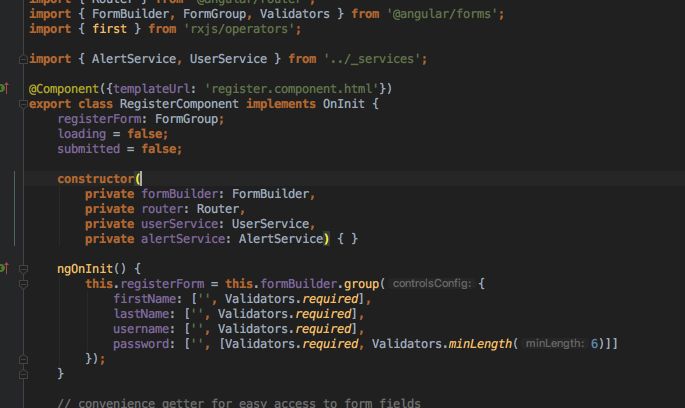 import { Router } from '@angular/router';
import { FormBuilder, FormGroup, Validators } from '@angular/forms';
import { first } from 'rxjs/operators';
import { AlertService, UserService } from '../_services';
@Component({templateUrl: 'register.component.html'})
export class RegisterComponent implements OnInit {
registerForm: FormGroup;
loading = false;
submitted = false;
constructor(
private formBuilder: FormBuilder,
private router: Router,
private userService: UserService,
private alertService: AlertService) { }
ngOnInit() {
this.registerForm = this.formBuilder.group( controlsConfig: {
firstName: ['', Validators.required],
lastName: ['', Validators.required],
username: ['', Validators.required],
password: ['', [Validators.required, Validators.minLength( minLength: 6)]]
});
}
// convenience getter for easy access to form fields